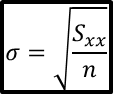 σ = √(Sxx/n)